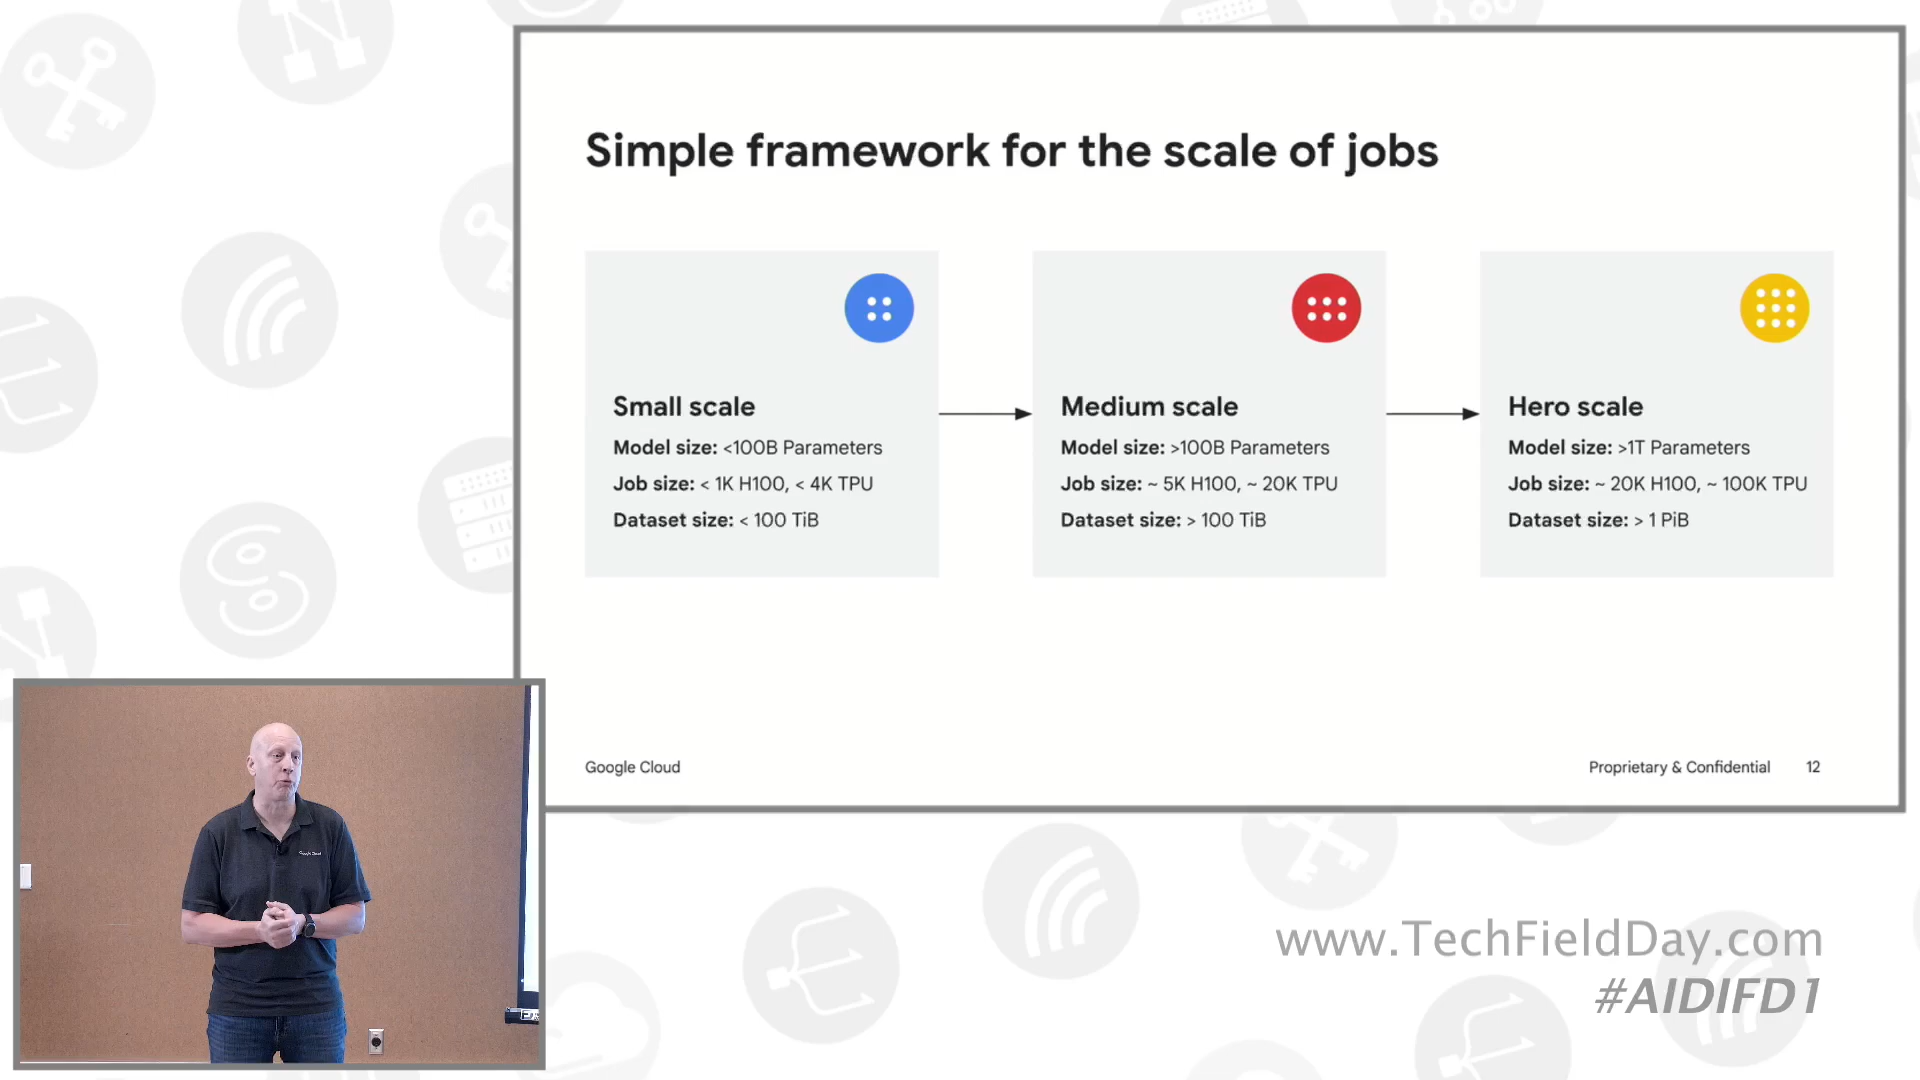 Simple framework for the scale of jobs
Small scale
Model size: <100B Parameters
Job size: < 1K H100, < 4K TPU
Dataset size: < 100 TiB
Medium scale
Model size: >100B Parameters
Job size: ~ 5K H100, ~ 20K TPU
Dataset size: > 100 TiB
Hero scale
Model size: >1T Parameters
Job size: ~ 20K H100, ~ 100K TPU
Dataset size: > 1 PiB
Google Cloud
Proprietary & Confidential 12
www.TechFieldDay.com
#AIDIFD1